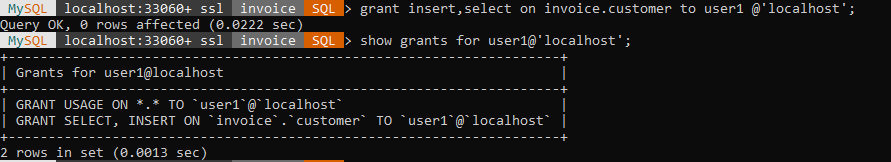 MySQL localhost:33060+ ssl invoice SQL > grant insert,select on invoice.customer to user1 @'localhost';
Query OK, 0 rows affected (0.0222 sec)
MySQL localhost:33060+ ssl invoice SQL > show grants for user1@'localhost';
+---------------------------------------------------------------------+
| Grants for user1@localhost |
+---------------------------------------------------------------------+
| GRANT USAGE ON *.* TO `user1`@`localhost` |
| GRANT SELECT, INSERT ON `invoice`.`customer` TO `user1`@`localhost` |
+---------------------------------------------------------------------+
2 rows in set (0.0013 sec)